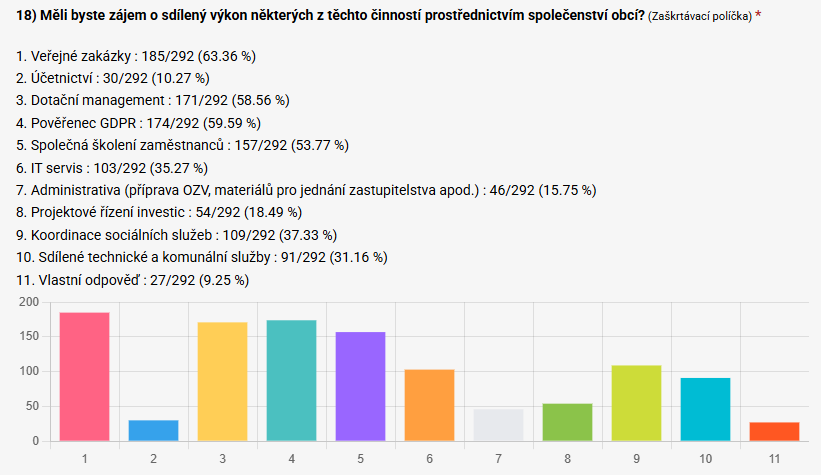 18) Měli byste zájem o sdílený výkon některých z těchto činností prostřednictvím společenství obcí? (Zaškrtávací políčka) *
1. Veřejné zakázky : 185/292 (63.36 %)
2. Účetnictví : 30/292 (10.27 %)
3. Dotační management : 171/292 (58.56 %)
4. Pověřenec GDPR : 174/292 (59.59 %)
5. Společná školení zaměstnanců : 157/292 (53.77 %)
6. IT servis : 103/292 (35.27 %)
7. Administrativa (příprava OZV, materiálů pro jednání zastupitelstva apod.) : 46/292 (15.75 %)
8. Projektové řízení investic : 54/292 (18.49 %)
9. Koordinace sociálních služeb : 109/292 (37.33 %)
10. Sdílené technické a komunální služby : 91/292 (31.16 %)
11. Vlastní odpověď : 27/292 (9.25 %)
200
150
100
50
0
1 2 3 4 5 6 7 8 9 10 11